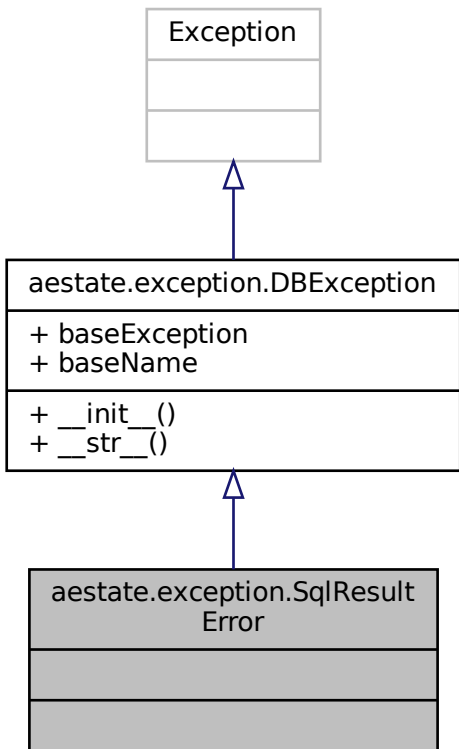 Exception
aestate.exception.DBException
+ baseException
+ baseName
+ __init__()
+ __str__()
aestate.exception.SqlResult
Error